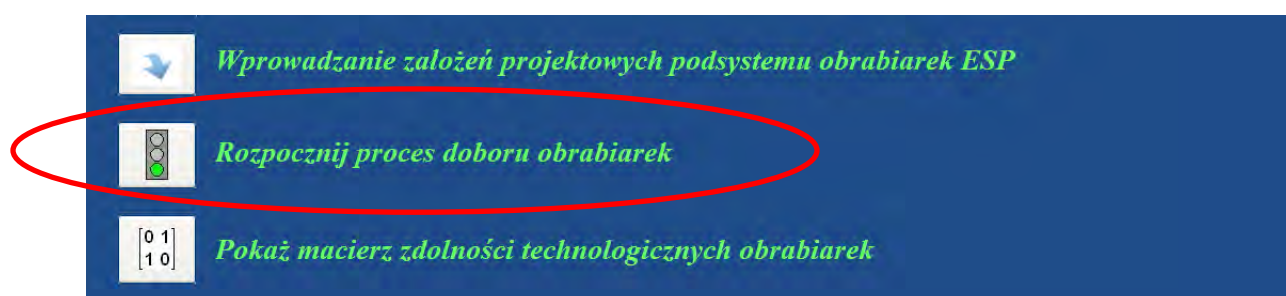 Wprowadzanie założeń projektowych podsystemu obrabiarek ESP
Rozpocznij proces doboru obrabiarek
[0 1]
[1 0]
Pokaż macierz zdolności technologicznych obrabiarek